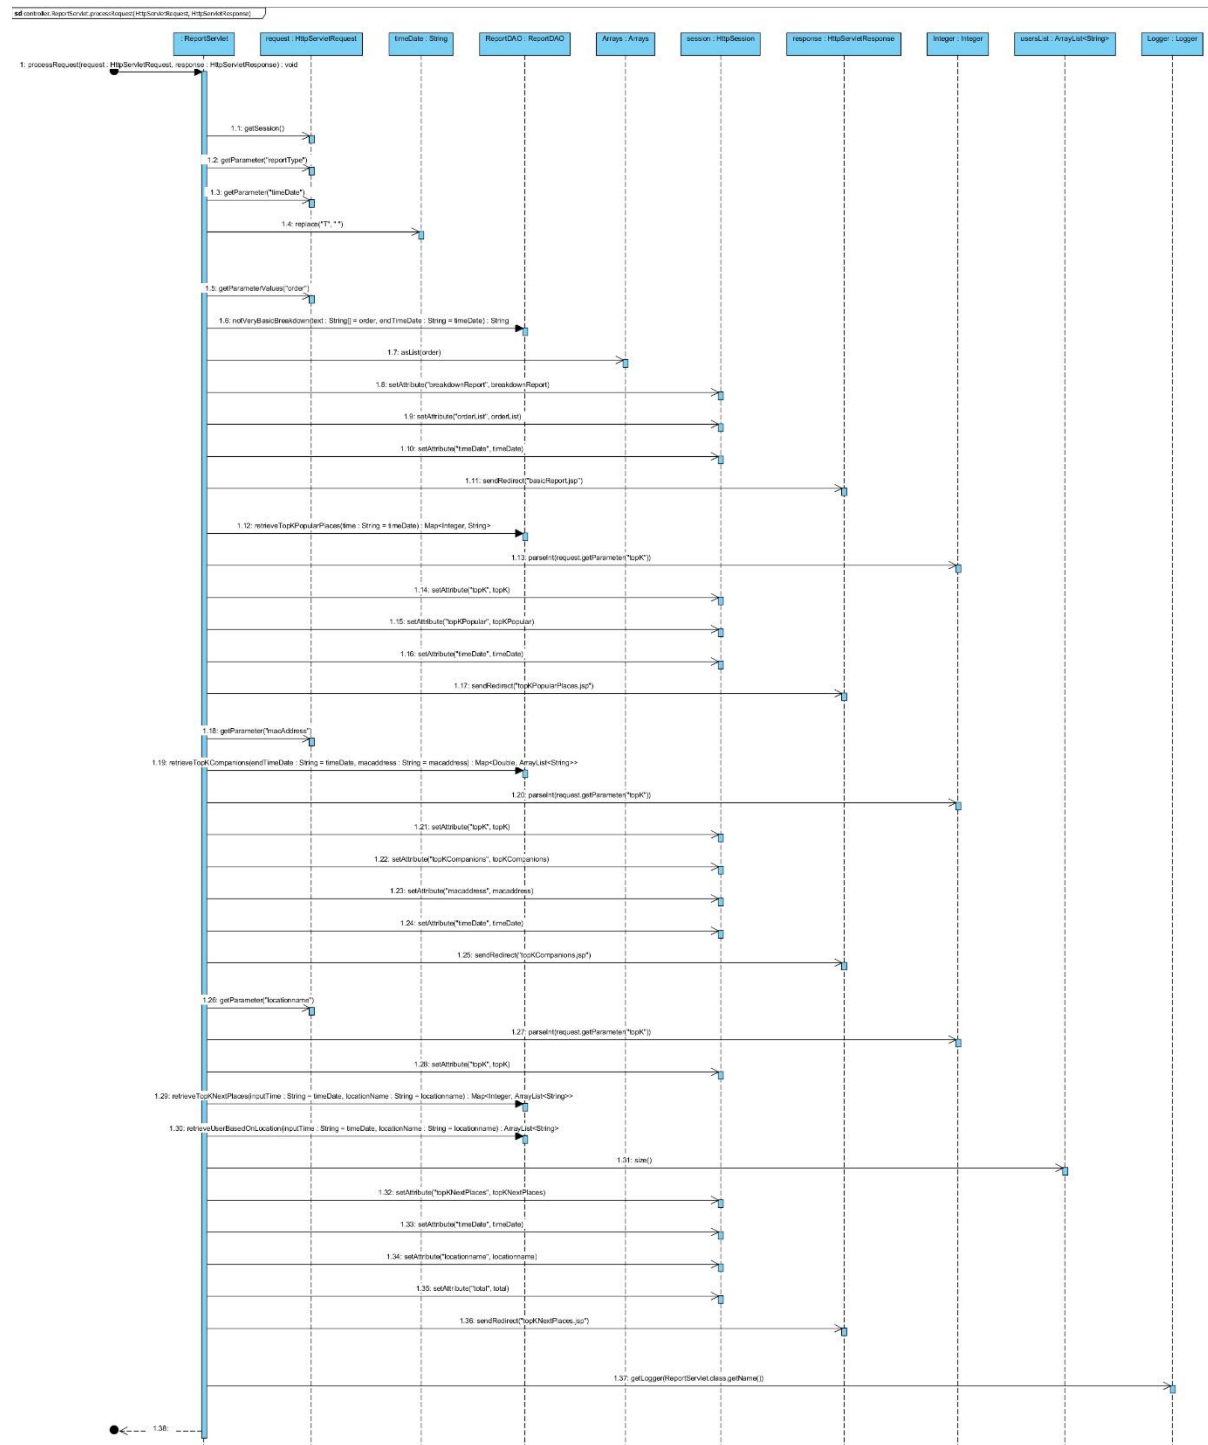 sd controller.ReportServlet.processRequest(HttpServletRequest, HttpServletResponse)
: ReportServlet
request : HttpServletRequest
timeDate : String
ReportDAO : ReportDAO
Arrays : Arrays
session : HttpSession
response : HttpServletResponse
Integer : Integer
usersList : ArrayList<String>
Logger : Logger
1: processRequest(request : HttpServletRequest, response : HttpServletResponse) : void
1.1: getSession()
1.2: getParameter("reportType")
1.3: getParameter("timeDate")
1.4: replace("T", " ")
1.5: getParameterValues("order")
1.6: notVeryBasicBreakdown(text : String[] = order, endTimeDate : String = timeDate) : String
1.7: asList(order)
1.8: setAttribute("breakdownReport", breakdownReport)
1.9: setAttribute("orderList", orderList)
1.10: setAttribute("timeDate", timeDate)
1.11: sendRedirect("basicReport.jsp")
1.12: retrieveTopKPopularPlaces(time : String = timeDate) : Map<Integer, String>
1.13: parseInt(request.getParameter("topK"))
1.14: setAttribute("topK", topK)
1.15: setAttribute("topKPopular", topKPopular)
1.16: setAttribute("timeDate", timeDate)
1.17: sendRedirect("topKPopularPlaces.jsp")
1.18: getParameter("macAddress")
1.19: retrieveTopKCompanions(endTimeDate : String = timeDate, macaddress : String = macaddress) : Map<Double, ArrayList<String>>
1.20: parseInt(request.getParameter("topK"))
1.21: setAttribute("topK", topK)
1.22: setAttribute("topKCompanions", topKCompanions)
1.23: setAttribute("macaddress", macaddress)
1.24: setAttribute("timeDate", timeDate)
1.25: sendRedirect("topKCompanions.jsp")
1.26: getParameter("locationname")
1.27: parseInt(request.getParameter("topK"))
1.28: setAttribute("topK", topK)
1.29: retrieveTopKNextPlaces(inputTime : String = timeDate, locationName : String = locationname) : Map<Integer, ArrayList<String>>
1.30: retrieveUserBasedOnLocation(inputTime : String = timeDate, locationName : String = locationname) : ArrayList<String>
1.31: size()
1.32: setAttribute("topKNextPlaces", topKNextPlaces)
1.33: setAttribute("timeDate", timeDate)
1.34: setAttribute("locationname", locationname)
1.35: setAttribute("total", total)
1.36: sendRedirect("topKNextPlaces.jsp")
1.37: getLogger(ReportServlet.class.getName())
1.38: